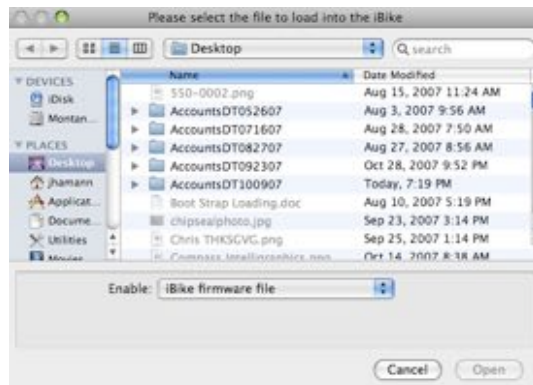 Please select the file to load into the iBike
Desktop
search
Name Date Modified
DEVICES
iDisk
Montan...
PLACES
Desktop
jhamann
Applicat...
Docume...
Utilities
Movies
550-0002.png Aug 15, 2007 11:24 AM
AccountsDT052607 Aug 3, 2007 9:56 AM
AccountsDT071607 Aug 28, 2007 7:50 AM
AccountsDT082707 Aug 27, 2007 8:56 AM
AccountsDT092307 Oct 28, 2007 9:52 PM
AccountsDT100907 Today, 7:19 PM
Boot Strap Loading.doc Aug 10, 2007 5:19 PM
chipsealphoto.jpg Sep 23, 2007 3:14 PM
Chris THKSGVG.png Sep 25, 2007 1:14 PM
Compass Intelligraphics.png Oct 14, 2007 8:38 AM
Enable: iBike firmware file
Cancel Open